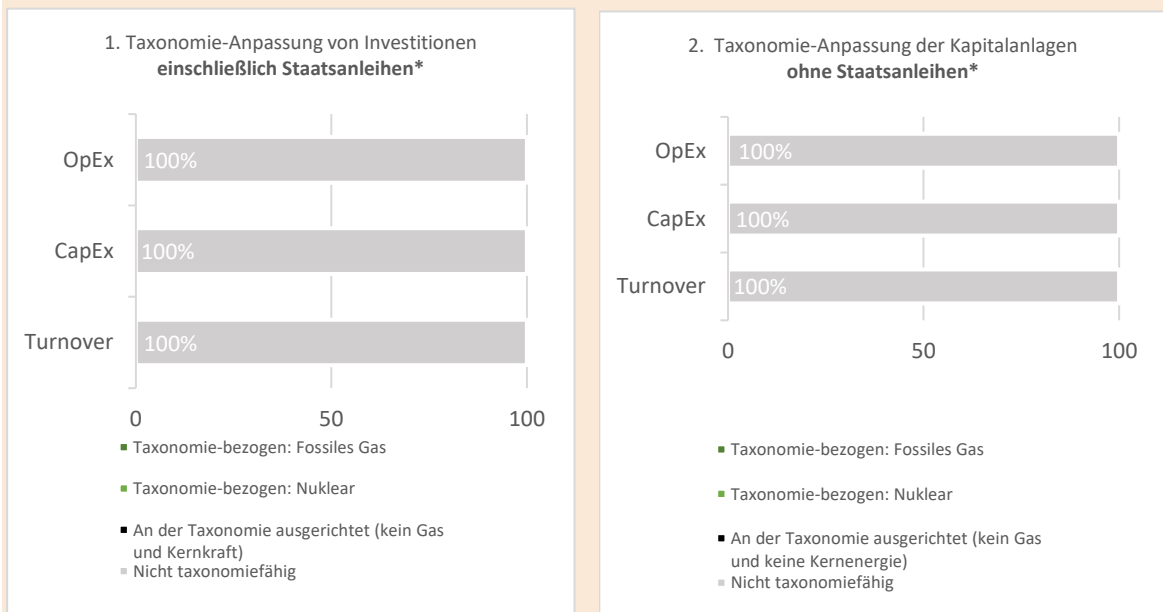 1. Taxonomie-Anpassung von Investitionen
einschließlich Staatsanleihen*
0
50
100
OpEx
100%
CapEx
100%
Turnover
100%
0
50
100
■ Taxonomie-bezogen: Fossiles Gas
■ Taxonomie-bezogen: Nuklear
■ An der Taxonomie ausgerichtet (kein Gas
und Kernkraft)
■ Nicht taxonomiefähig
2. Taxonomie-Anpassung der Kapitalanlagen
ohne Staatsanleihen*
OpEx
100%
CapEx
100%
Turnover
100%
0
50
100
■ Taxonomie-bezogen: Fossiles Gas
■ Taxonomie-bezogen: Nuklear
■ An der Taxonomie ausgerichtet (kein Gas
und keine Kernenergie)
■ Nicht taxonomiefähig